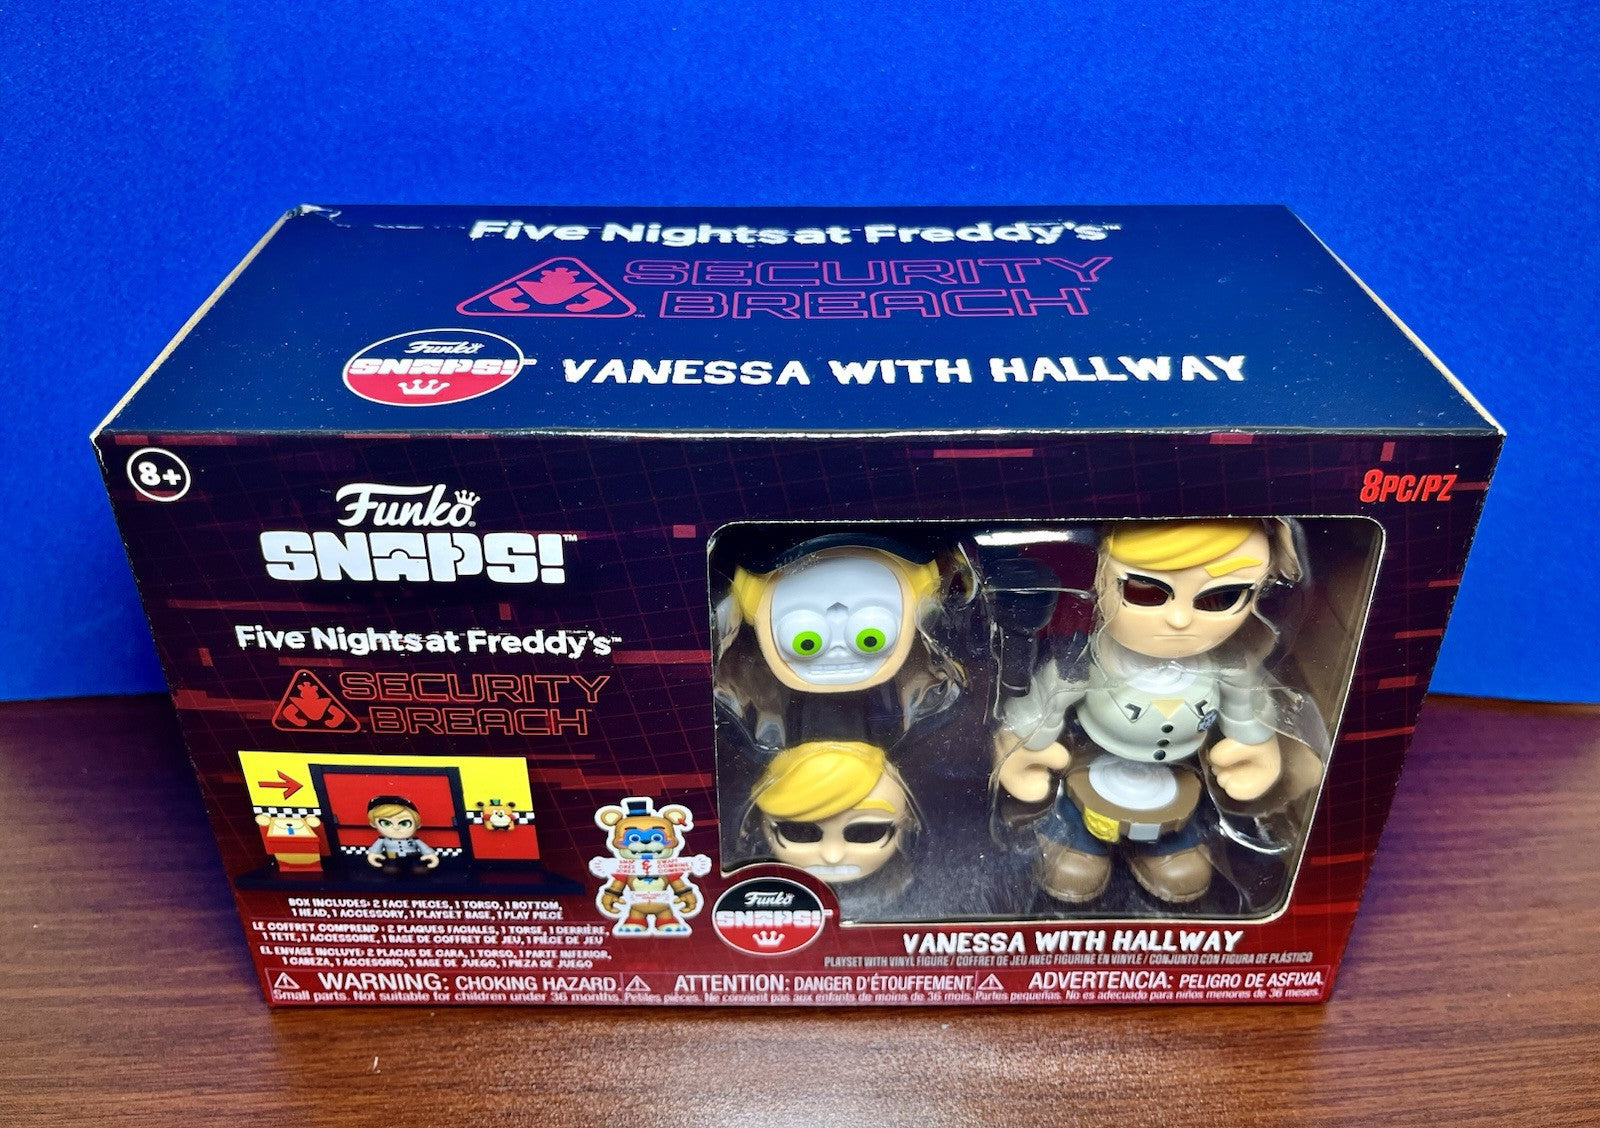 Five Nights at Freddy's™
SECURITY
BREACH™
Funko
SNAPS!™
VANESSA WITH HALLWAY
8+
8PC/PZ
Funko®
SNAPS!™
Five Nights at Freddy's™
SECURITY
BREACH
BOX INCLUDES: 2 FACE PIECES, 1 TORSO, 1 BOTTOM,
1 HEAD, 1 ACCESSORY, 1 PLAYSET BASE, 1 PLAY PIECE
LE COFFRET COMPREND : 2 PLAQUES FACIALES, 1 TORSE, 1 DERRIÈRE,
1 TETE, 1 ACCESSOIRE, 1 BASE DE COFFRET DE JEU, 1 PIÈCE DE JEU
EL ENVASE INCLUYE: 2 PLACAS DE CARA, 1 TORSO, 1 PARTE INFERIOR,
1 CABEZA, 1 ACCESORIO, 1 BASE DE JUEGO, 1 PIEZA DE JUEGO
Funko
SNAPS!™
VANESSA WITH HALLWAY
PLAYSET WITH VINYL FIGURE / COFFRET DE JEU AVEC FIGURINE EN VINYLE / CONJUNTO CON FIGURA DE PLÁSTICO
WARNING: CHOKING HAZARD.
Small parts. Not suitable for children under 36 months.
ATTENTION: DANGER D'ÉTOUFFEMENT.
Petites pièces. Ne convient pas aux enfants de moins de 36 mois.
ADVERTENCIA: PELIGRO DE ASFIXIA.
Partes pequeñas. No es adecuado para niños menores de 36 meses.